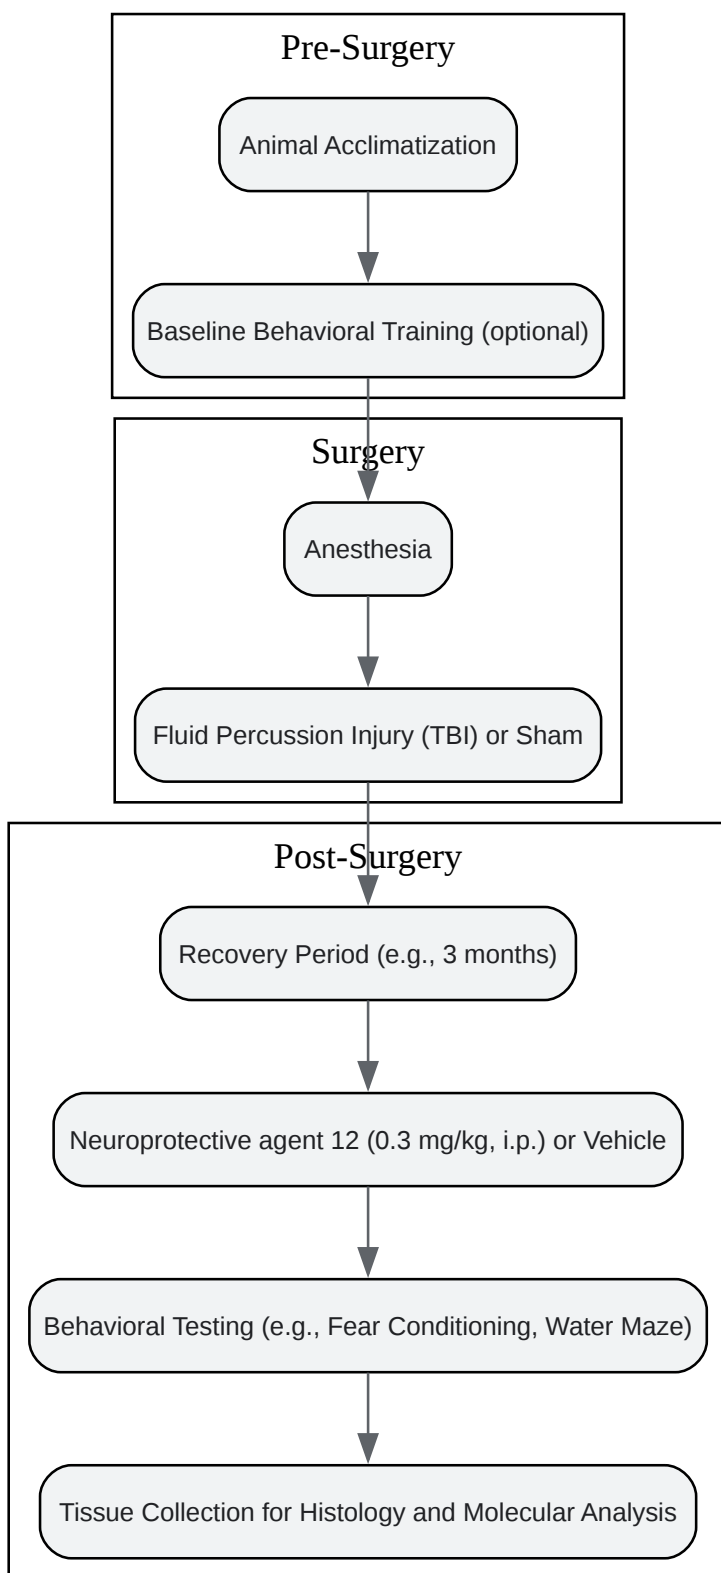 Pre-Surgery
Animal Acclimatization
Baseline Behavioral Training (optional)
Surgery
Anesthesia
Fluid Percussion Injury (TBI) or Sham
Post-Surgery
Recovery Period (e.g., 3 months)
Neuroprotective agent 12 (0.3 mg/kg, i.p.) or Vehicle
Behavioral Testing (e.g., Fear Conditioning, Water Maze)
Tissue Collection for Histology and Molecular Analysis